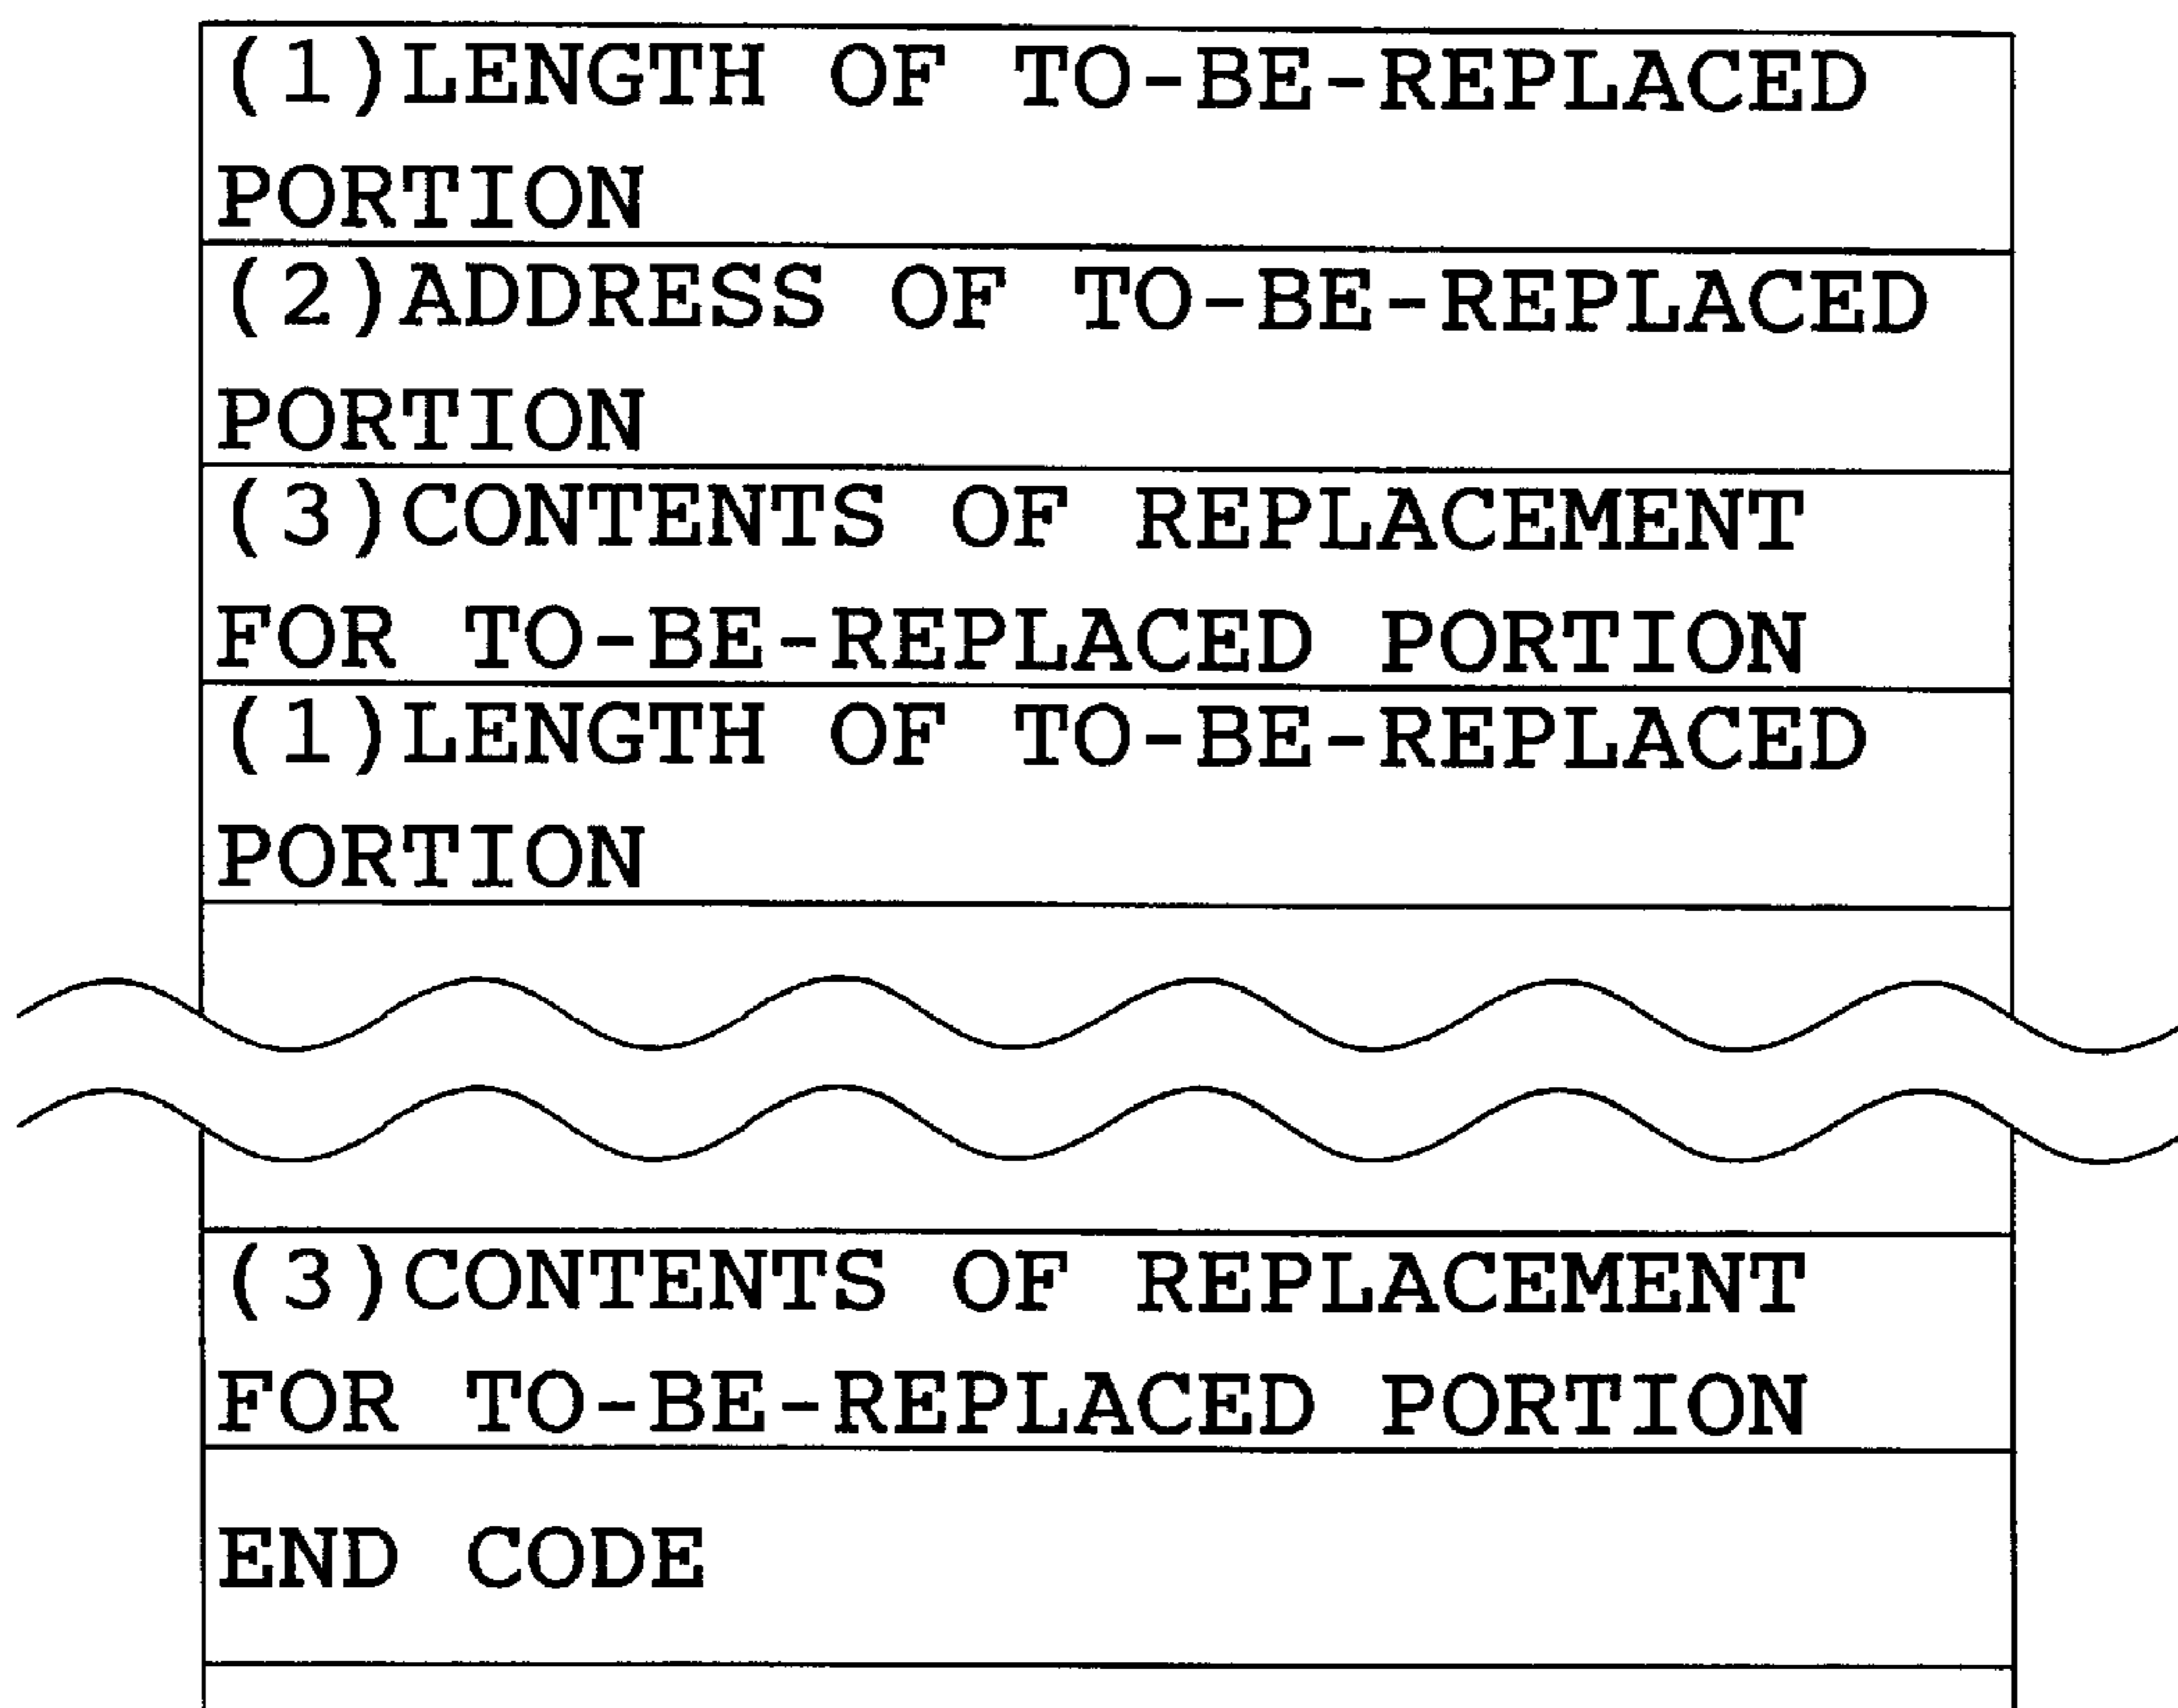 (1)LENGTH OF TO-BE-REPLACED
PORTION
(2)ADDRESS OF TO-BE-REPLACED
PORTION
(3)CONTENTS OF REPLACEMENT
FOR TO-BE-REPLACED PORTION
(1)LENGTH OF TO-BE-REPLACED
PORTION
(3)CONTENTS OF REPLACEMENT
FOR TO-BE-REPLACED PORTION
END CODE